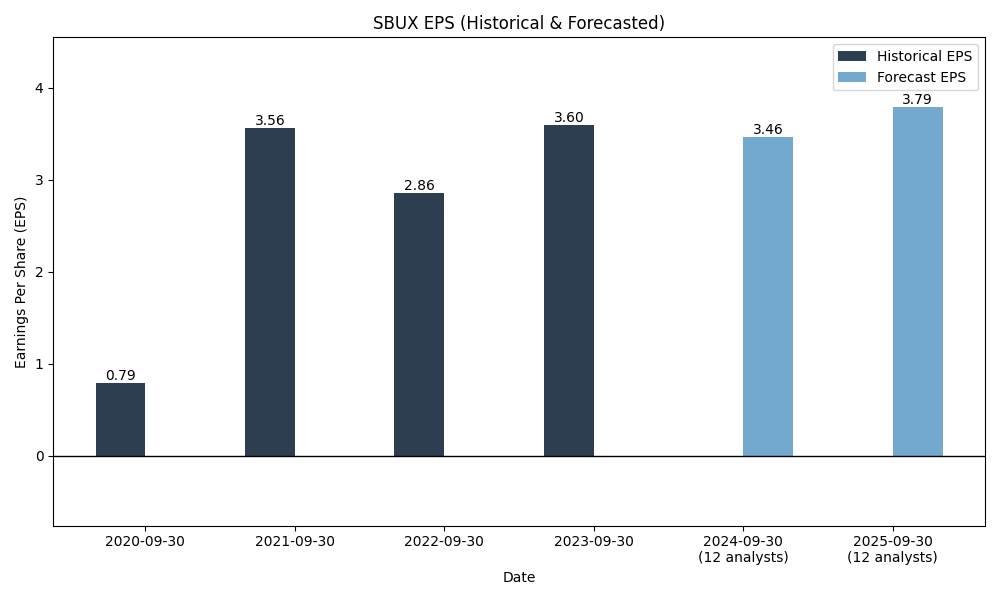 SBUX EPS (Historical & Forecasted)
Historical EPS
Forecast EPS
Earnings Per Share (EPS)
4
3
2
1
0
0.79
3.56
2.86
3.60
3.46
3.79
2020-09-30
2021-09-30
2022-09-30
2023-09-30
2024-09-30
(12 analysts)
2025-09-30
(12 analysts)
Date